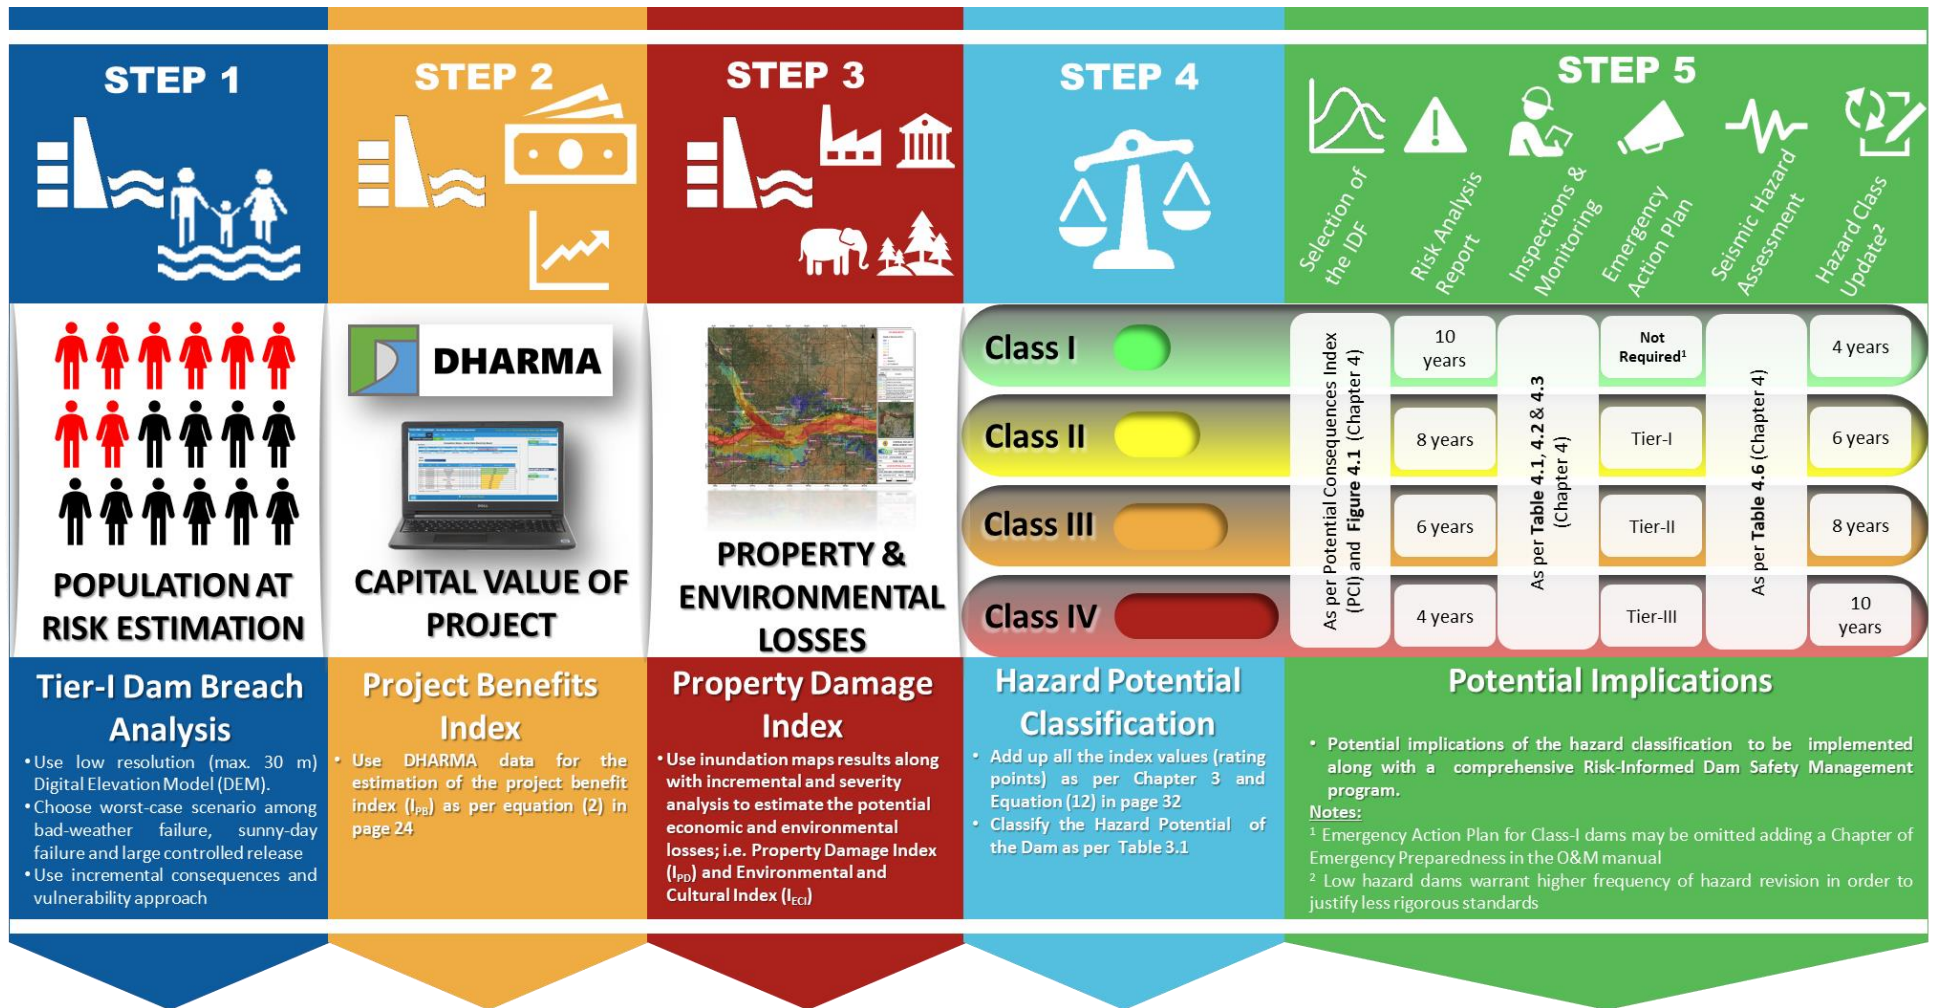 STEP 1
POPULATION AT
RISK ESTIMATION
Tier-I Dam Breach
Analysis
• Use low resolution (max. 30 m)
Digital Elevation Model (DEM).
• Choose worst-case scenario among
bad-weather failure, sunny-day
failure and large controlled release
• Use incremental consequences and
vulnerability approach
STEP 2
DHARMA
CAPITAL VALUE OF
PROJECT
Project Benefits
Index
• Use DHARMA data for the
estimation of the project benefit
index (I_PB) as per equation (2) in
page 24
STEP 3
PROPERTY &
ENVIRONMENTAL
LOSSES
Property Damage
Index
• Use inundation maps results along
with incremental and severity
analysis to estimate the potential
economic and environmental
losses; i.e. Property Damage Index
(I_PD) and Environmental and
Cultural Index (I_ECI)
STEP 4
Class I
Class II
Class III
Class IV
Hazard Potential
Classification
• Add up all the index values (rating
points) as per Chapter 3 and
Equation (12) in page 32
• Classify the Hazard Potential of
the Dam as per Table 3.1
STEP 5
Selection of
the IDF
Risk Analysis
Report
Inspections &
Monitoring
Emergency
Action Plan
Seismic Hazard
Assessment
Hazard Class
Update²
As per Potential Consequences Index
(PCI) and Figure 4.1 (Chapter 4)
10
years
8 years
6 years
4 years
As per Table 4.1, 4.2 & 4.3
(Chapter 4)
Not
Required¹
Tier-I
Tier-II
Tier-III
As per Table 4.6 (Chapter 4)
4 years
6 years
8 years
10
years
Potential Implications
• Potential implications of the hazard classification to be implemented
along with a comprehensive Risk-Informed Dam Safety Management
program.
Notes:
¹ Emergency Action Plan for Class-I dams may be omitted adding a Chapter of
Emergency Preparedness in the O&M manual
² Low hazard dams warrant higher frequency of hazard revision in order to
justify less rigorous standards